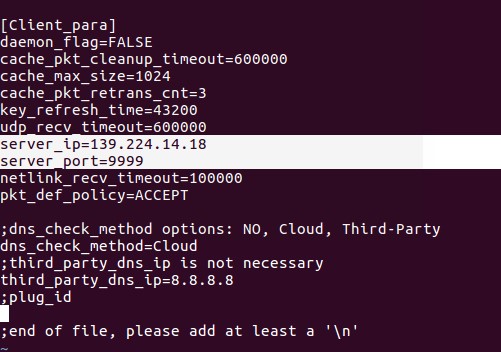 [Client_para]
daemon_flag=FALSE
cache_pkt_cleanup_timeout=600000
cache_max_size=1024
cache_pkt_retrans_cnt=3
key_refresh_time=43200
udp_recv_timeout=600000
server_ip=139.224.14.18
server_port=9999
netlink_recv_timeout=100000
pkt_def_policy=ACCEPT
;dns_check_method options: NO, Cloud, Third-Party
dns_check_method=Cloud
;third_party_dns_ip is not necessary
third_party_dns_ip=8.8.8.8
;plug_id
;end of file, please add at least a '\n'
~